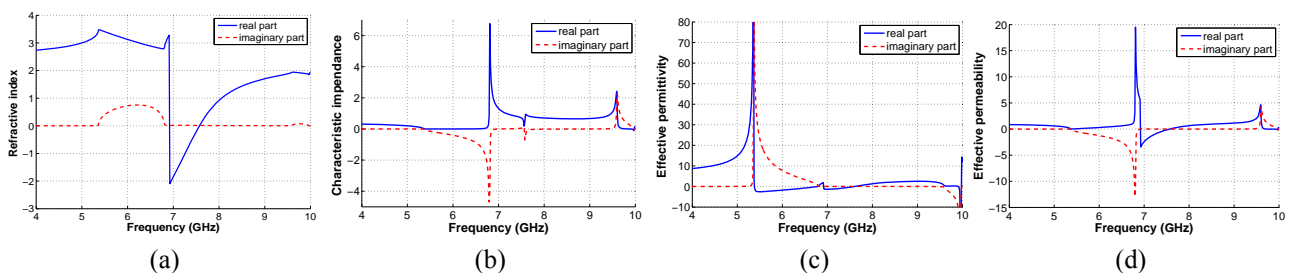 Refractive index
4
3
2
1
0
−1
−2
−3
4 5 6 7 8 9 10
Frequency (GHz)
real part
imaginary part
(a)
Characteristic impendance
6
4
2
0
−2
−4
4 5 6 7 8 9 10
Frequency (GHz)
real part
imaginary part
(b)
Effective permittivity
80
70
60
50
40
30
20
10
0
−10
4 5 6 7 8 9 10
Frequency (GHz)
real part
imaginary part
(c)
Effective permeability
20
15
10
5
0
−5
−10
−15
4 5 6 7 8 9 10
Frequency (GHz)
real part
imaginary part
(d)